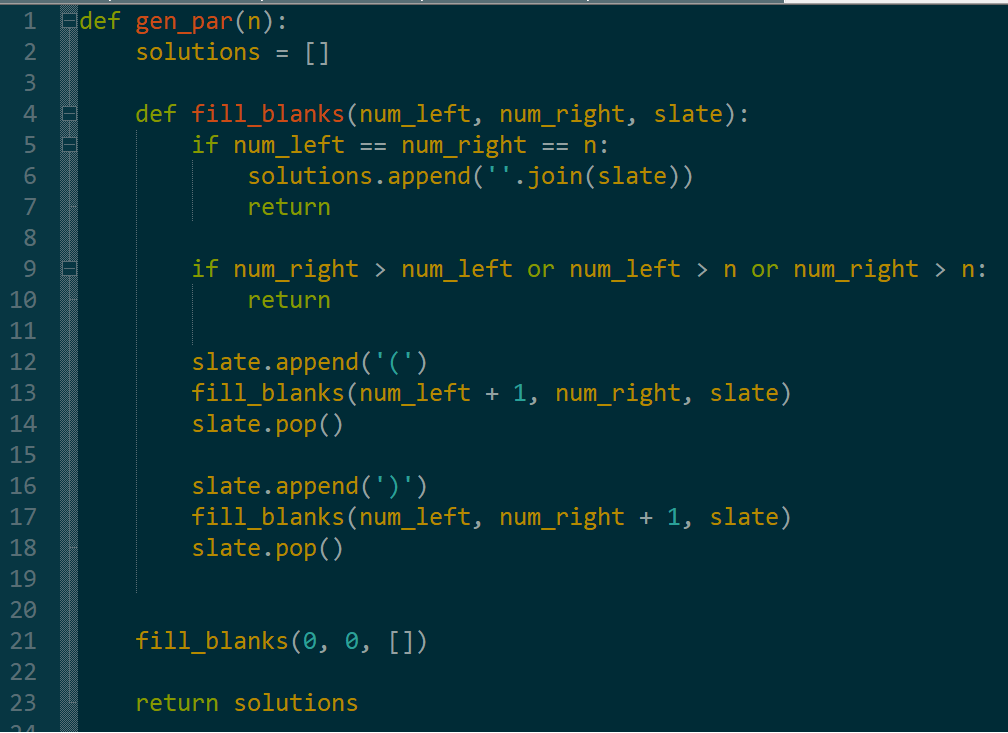 1 def gen_par(n):
2     solutions = []
3
4     def fill_blanks(num_left, num_right, slate):
5         if num_left == num_right == n:
6             solutions.append(''.join(slate))
7             return
8
9         if num_right > num_left or num_left > n or num_right > n:
10             return
11
12         slate.append('(')
13         fill_blanks(num_left + 1, num_right, slate)
14         slate.pop()
15
16         slate.append(')')
17         fill_blanks(num_left, num_right + 1, slate)
18         slate.pop()
19
20
21     fill_blanks(0, 0, [])
22
23     return solutions
24